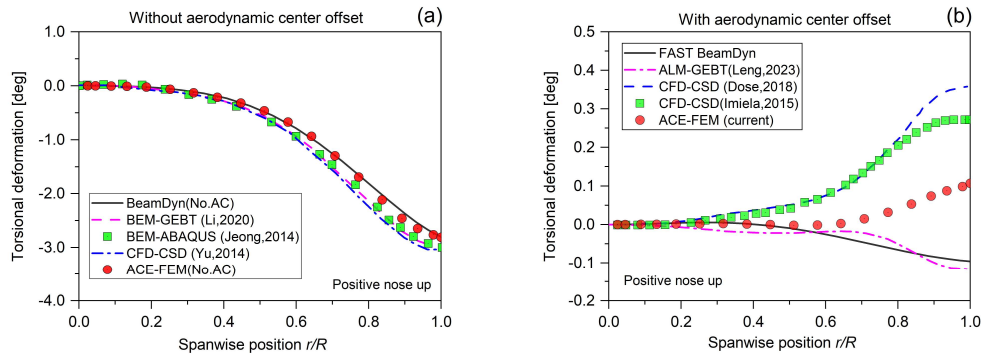 Without aerodynamic center offset
(a)
1.0
0.0
-1.0
-2.0
-3.0
-4.0
Torsional deformation [deg]
BeamDyn(No.AC)
BEM-GEBT (Li,2020)
BEM-ABAQUS (Jeong,2014)
CFD-CSD (Yu,2014)
ACE-FEM(No.AC)
Positive nose up
0.0 0.2 0.4 0.6 0.8 1.0
Spanwise position r/R
With aerodynamic center offset
(b)
0.5
0.4
0.3
0.2
0.1
0.0
-0.1
-0.2
Torsional deformation [deg]
FAST BeamDyn
ALM-GEBT(Leng,2023)
CFD-CSD (Dose,2018)
CFD-CSD(Imiela,2015)
ACE-FEM (current)
Positive nose up
0.0 0.2 0.4 0.6 0.8 1.0
Spanwise position r/R